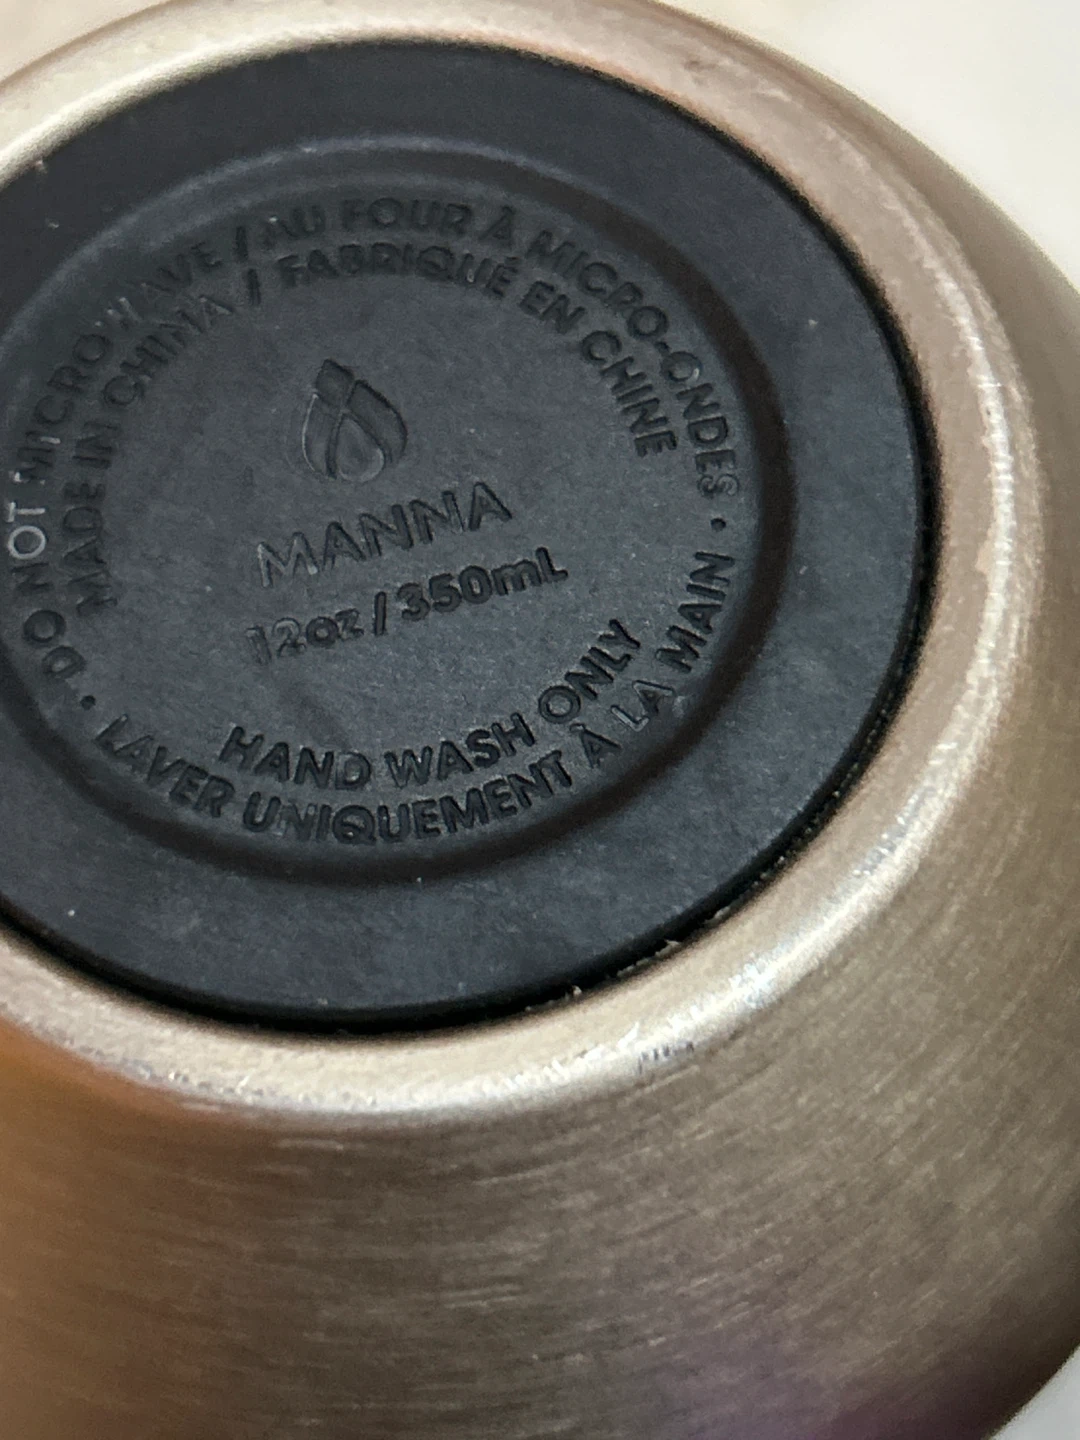 DO NOT MICROWAVE / AU FOUR À MICRO-ONDES •
MADE IN CHINA / FABRIQUÉ EN CHINE
MANNA
12oz / 350mL
HAND WASH ONLY
LAVER UNIQUEMENT À LA MAIN •